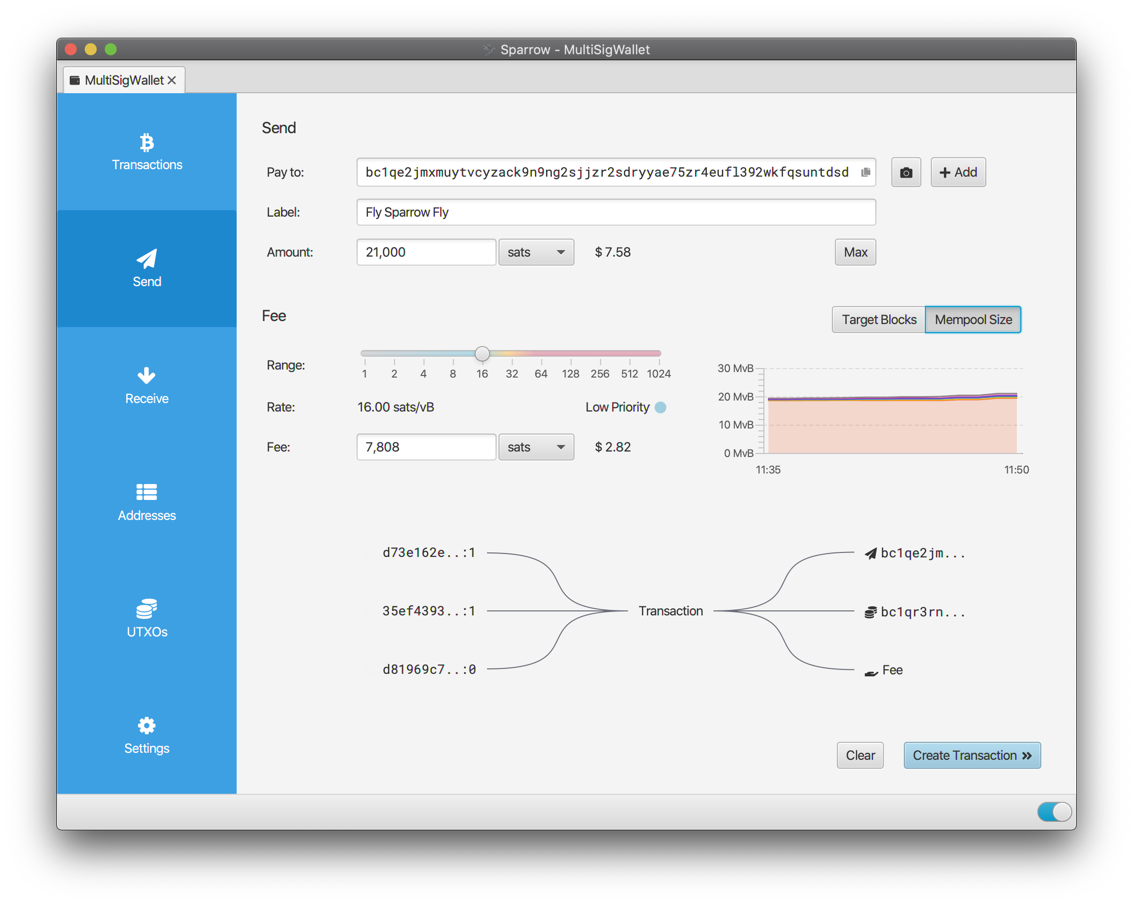 Sparrow - MultiSigWallet
MultiSigWallet
Transactions
Send
Receive
Addresses
UTXOs
Settings
Send
Pay to: bc1qe2jmxmuytvcyzack9n9ng2sjjzr2sdryyae75zr4eufl392wkfqsuntdsd + Add
Label: Fly Sparrow Fly
Amount: 21,000 sats $ 7.58 Max
Fee Target Blocks Mempool Size
Range: 1 2 4 8 16 32 64 128 256 512 1024
Rate: 16.00 sats/vB Low Priority
Fee: 7,808 sats $ 2.82
30 MvB
20 MvB
10 MvB
0 MvB
11:35 11:50
d73e162e..:1 bc1qe2jm...
35ef4393..:1 Transaction bc1qr3rn...
d81969c7..:0 Fee
Clear Create Transaction »